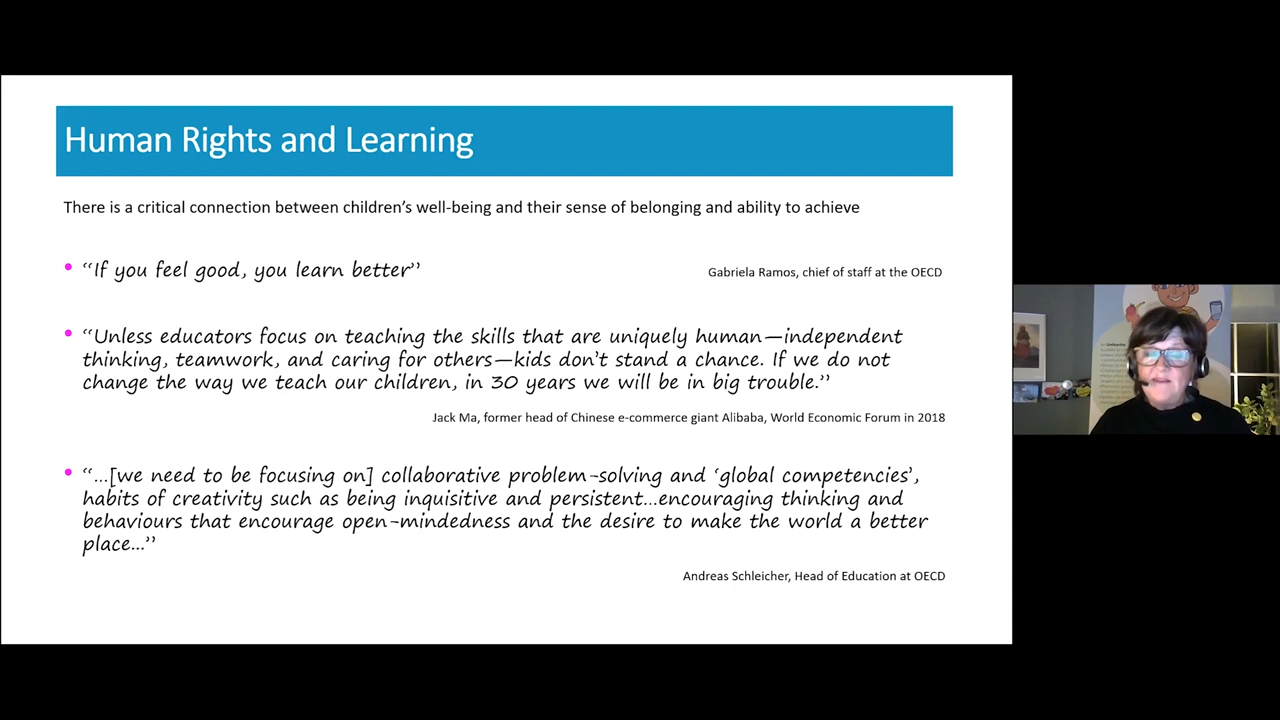 Human Rights and Learning
There is a critical connection between children’s well-being and their sense of belonging and ability to achieve
• “If you feel good, you learn better”
Gabriela Ramos, chief of staff at the OECD
• “Unless educators focus on teaching the skills that are uniquely human—independent
thinking, teamwork, and caring for others—kids don’t stand a chance. If we do not
change the way we teach our children, in 30 years we will be in big trouble.”
Jack Ma, former head of Chinese e-commerce giant Alibaba, World Economic Forum in 2018
• “…[we need to be focusing on] collaborative problem-solving and ‘global competencies’,
habits of creativity such as being inquisitive and persistent…encouraging thinking and
behaviours that encourage open-mindedness and the desire to make the world a better
place…”
Andreas Schleicher, Head of Education at OECD